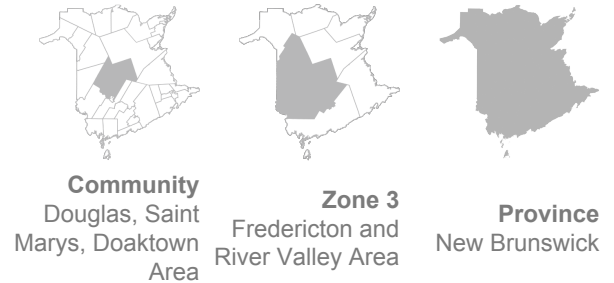 Community
Douglas, Saint
Marys, Doaktown
Area
Zone 3
Fredericton and
River Valley Area
Province
New Brunswick